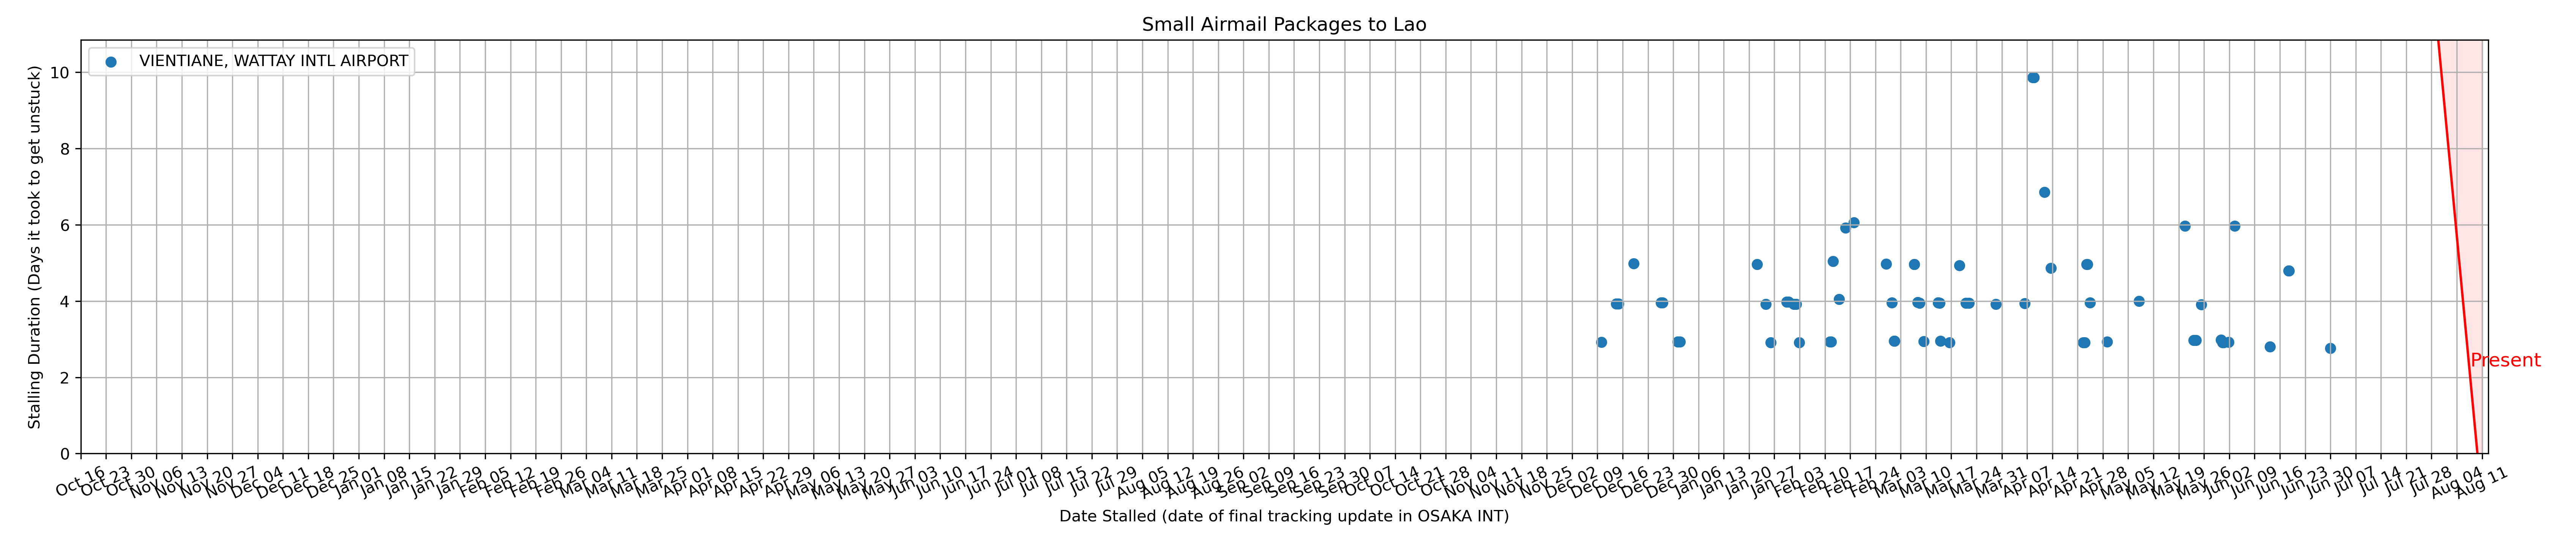 Small Airmail Packages to Lao
VIENTIANE, WATTAY INTL AIRPORT
Stalling Duration (Days it took to get unstuck)
10
8
6
4
2
0
Present
Oct 16
Oct 23
Oct 30
Nov 06
Nov 13
Nov 20
Nov 27
Dec 04
Dec 11
Dec 18
Dec 25
Jan 01
Jan 08
Jan 15
Jan 22
Jan 29
Feb 05
Feb 12
Feb 19
Feb 26
Mar 04
Mar 11
Mar 18
Mar 25
Apr 01
Apr 08
Apr 15
Apr 22
Apr 29
May 06
May 13
May 20
May 27
Jun 03
Jun 10
Jun 17
Jun 24
Jul 01
Jul 08
Jul 15
Jul 22
Jul 29
Aug 05
Aug 12
Aug 19
Aug 26
Sep 02
Sep 09
Sep 16
Sep 23
Sep 30
Oct 07
Oct 14
Oct 21
Oct 28
Nov 04
Nov 11
Nov 18
Nov 25
Dec 02
Dec 09
Dec 16
Dec 23
Dec 30
Jan 06
Jan 13
Jan 20
Jan 27
Feb 03
Feb 10
Feb 17
Feb 24
Mar 03
Mar 10
Mar 17
Mar 24
Mar 31
Apr 07
Apr 14
Apr 21
Apr 28
May 05
May 12
May 19
May 26
Jun 02
Jun 09
Jun 16
Jun 23
Jun 30
Jul 07
Jul 14
Jul 21
Jul 28
Aug 04
Aug 11
Date Stalled (date of final tracking update in OSAKA INT)